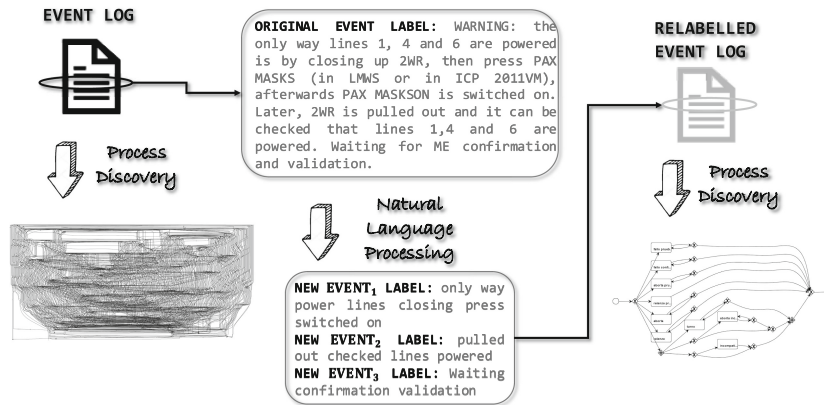 EVENT LOG
ORIGINAL EVENT LABEL: WARNING: the
only way lines 1, 4 and 6 are powered
is by closing up 2WR, then press PAX
MASKS (in LMWS or in ICP 2011VM),
afterwards PAX MASKSON is switched on.
Later, 2WR is pulled out and it can be
checked that lines 1,4 and 6 are
powered. Waiting for ME confirmation
and validation.
RELABELLED
EVENT LOG
Process
Discovery
Natural
Language
Processing
Process
Discovery
NEW EVENT1 LABEL: only way
power lines closing press
switched on
NEW EVENT2 LABEL: pulled
out checked lines powered
NEW EVENT3 LABEL: Waiting
confirmation validation